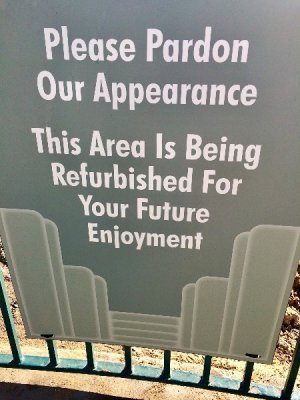 Please Pardon
Our Appearance
This Area Is Being
Refurbished For
Your Future
Enjoyment